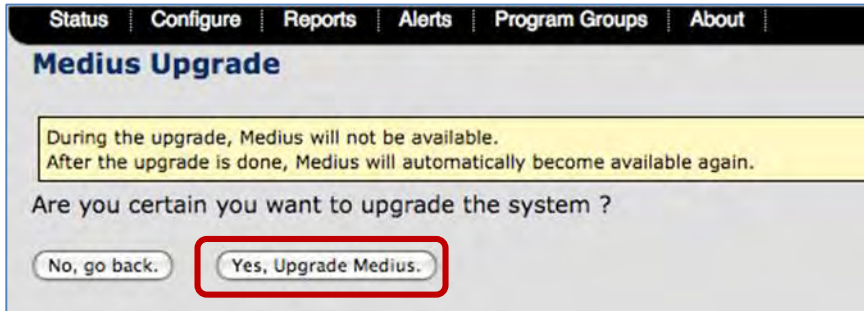 Status Configure Reports Alerts Program Groups About
Medius Upgrade
During the upgrade, Medius will not be available.
After the upgrade is done, Medius will automatically become available again.
Are you certain you want to upgrade the system ?
No, go back. Yes, Upgrade Medius.